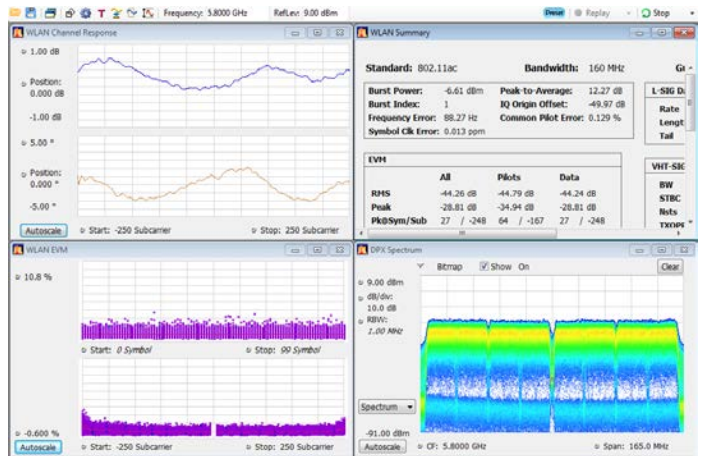 Frequency: 5.8000 GHz RefLev: 9.00 dBm Preset Replay Stop
WLAN Channel Response
1.00 dB
Position:
0.000 dB
-1.00 dB
5.00 °
Position:
0.000 °
-5.00 °
Autoscale Start: -250 Subcarrier Stop: 250 Subcarrier
WLAN Summary
Standard: 802.11ac Bandwidth: 160 MHz
Burst Power: -6.61 dBm Peak-to-Average: 12.27 dB
Burst Index: 1 IQ Origin Offset: -49.97 dB
Frequency Error: 88.27 Hz Common Pilot Error: 0.129 %
Symbol Clk Error: 0.013 ppm
L-SIG Da
Rate
Lengt
Tail
EVM
All Pilots Data
RMS -44.26 dB -44.79 dB -44.24 dB
Peak -28.81 dB -34.94 dB -28.81 dB
Pk@Sym/Sub 27 / -248 64 / -167 27 / -248
VHT-SIG
BW
STBC
Nsts
TXOPS
WLAN EVM
10.8 %
Start: 0 Symbol Stop: 99 Symbol
-0.600 %
Autoscale Start: -250 Subcarrier Stop: 250 Subcarrier
DPX Spectrum
Bitmap Show On Clear
9.00 dBm
dB/div:
10.0 dB
RBW:
1.00 MHz
Spectrum
-91.00 dBm
Autoscale CF: 5.8000 GHz Span: 165.0 MHz